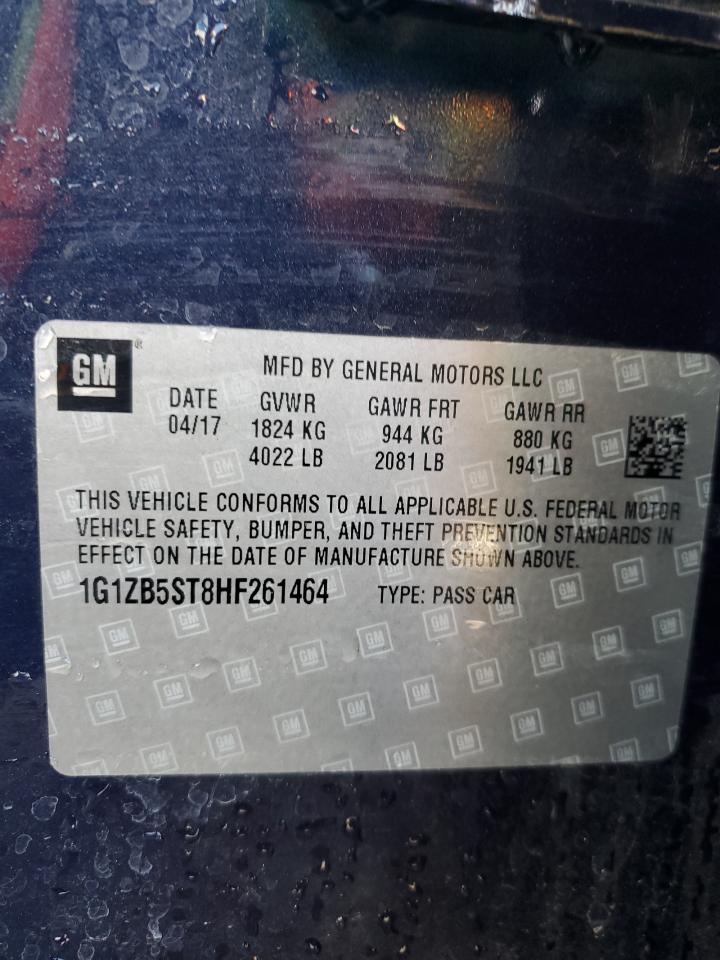 GM ®
MFD BY GENERAL MOTORS LLC
DATE GVWR GAWR FRT GAWR RR
04/17 1824 KG 944 KG 880 KG
4022 LB 2081 LB 1941 LB
THIS VEHICLE CONFORMS TO ALL APPLICABLE U.S. FEDERAL MOTOR
VEHICLE SAFETY, BUMPER, AND THEFT PREVENTION STANDARDS IN
EFFECT ON THE DATE OF MANUFACTURE SHOWN ABOVE.
1G1ZB5ST8HF261464 TYPE: PASS CAR